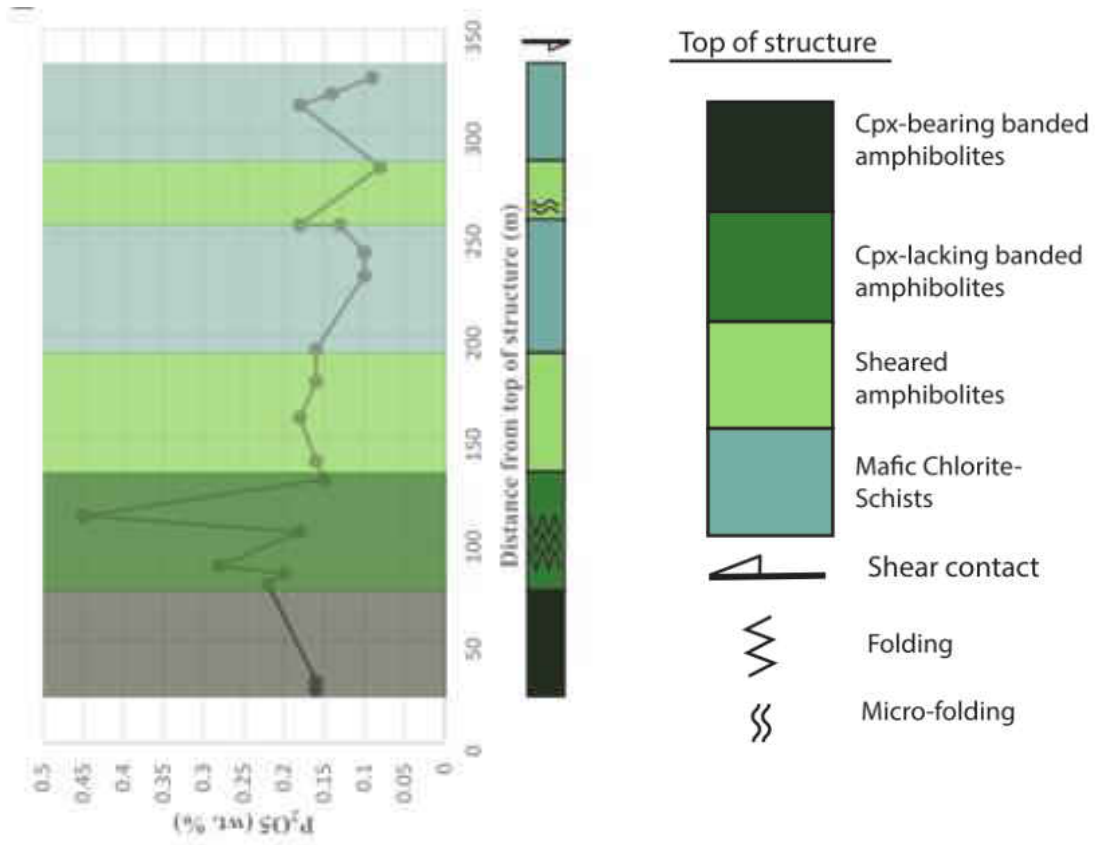 350
300
250
200
150
100
50
0
Distance from top of structure (m)
0.5
0.45
0.4
0.35
0.3
0.25
0.2
0.15
0.1
0.05
0
P₂O5 (wt. %)
Top of structure
Cpx-bearing banded
amphibolites
Cpx-lacking banded
amphibolites
Sheared
amphibolites
Mafic Chlorite-
Schists
Shear contact
Folding
Micro-folding